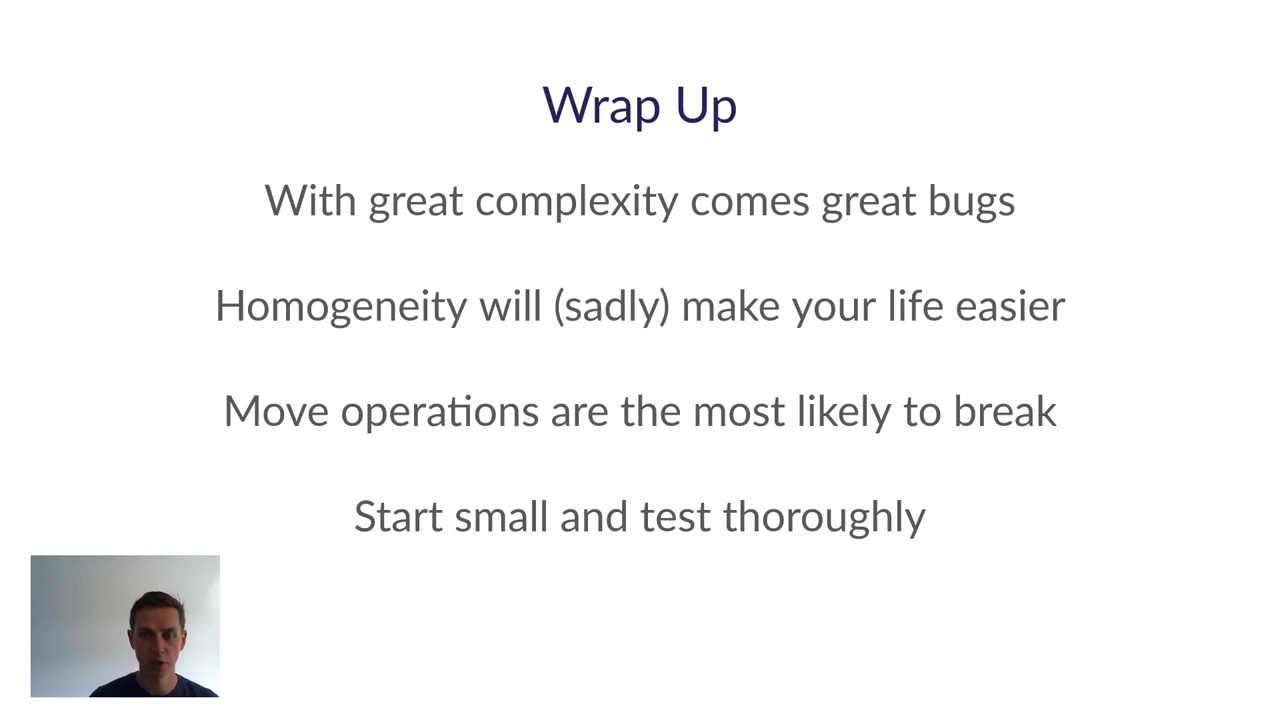 Wrap Up
With great complexity comes great bugs
Homogeneity will (sadly) make your life easier
Move operations are the most likely to break
Start small and test thoroughly